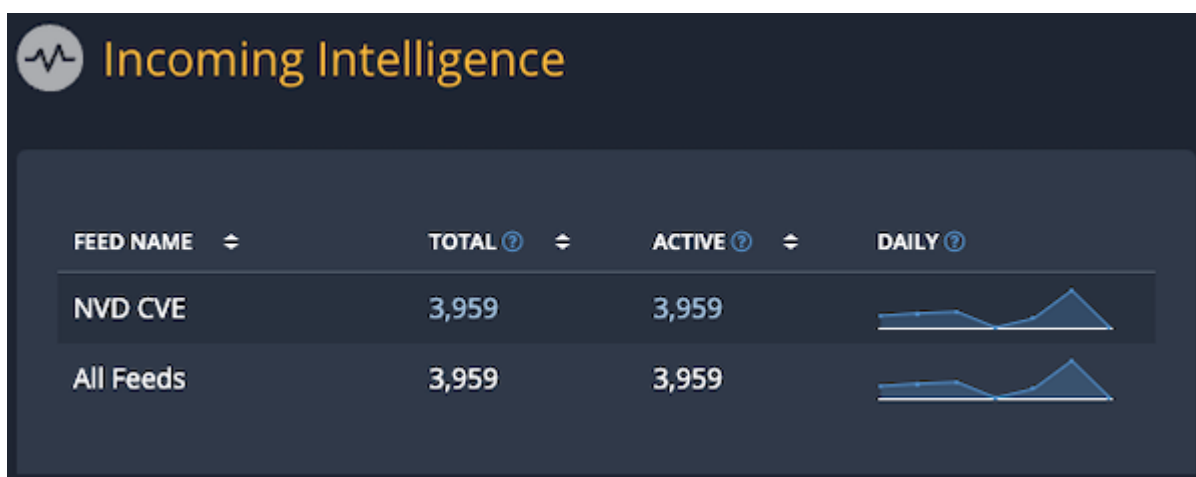 Incoming Intelligence
FEED NAME TOTAL ? ACTIVE ? DAILY ?
NVD CVE 3,959 3,959
All Feeds 3,959 3,959